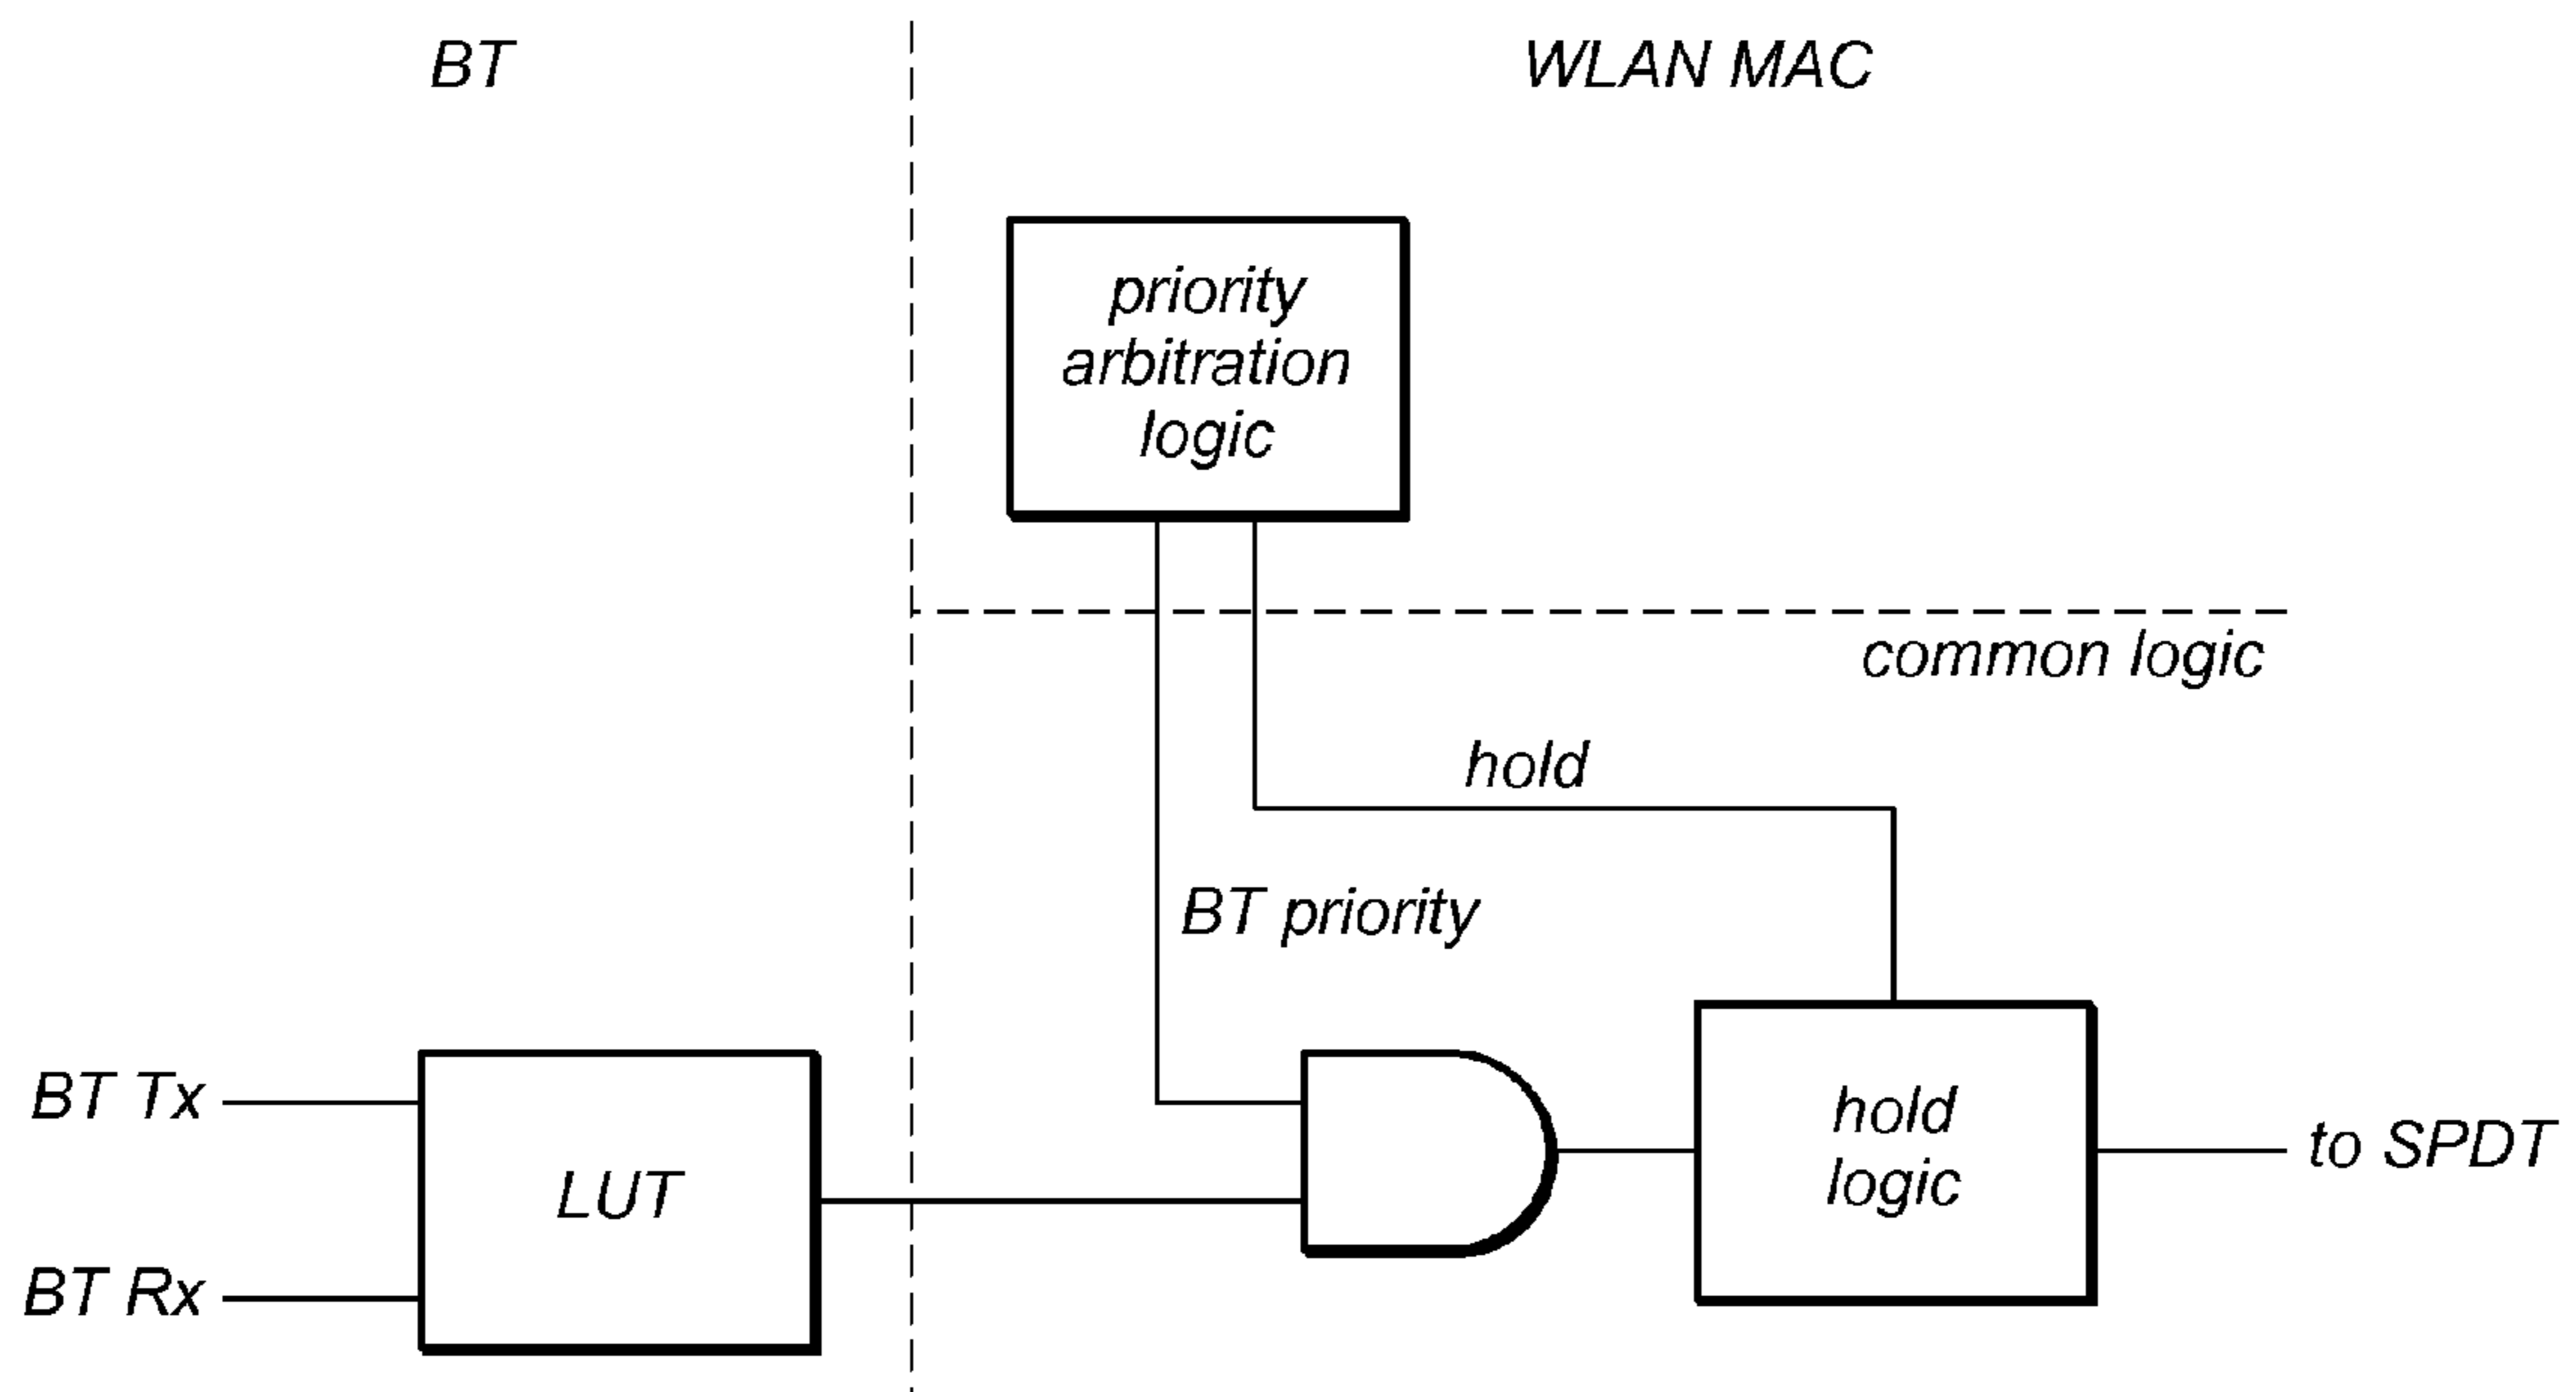 BT
WLAN MAC
priority
arbitration
logic
common logic
hold
BT priority
BT Tx
LUT
BT Rx
hold
logic
to SPDT